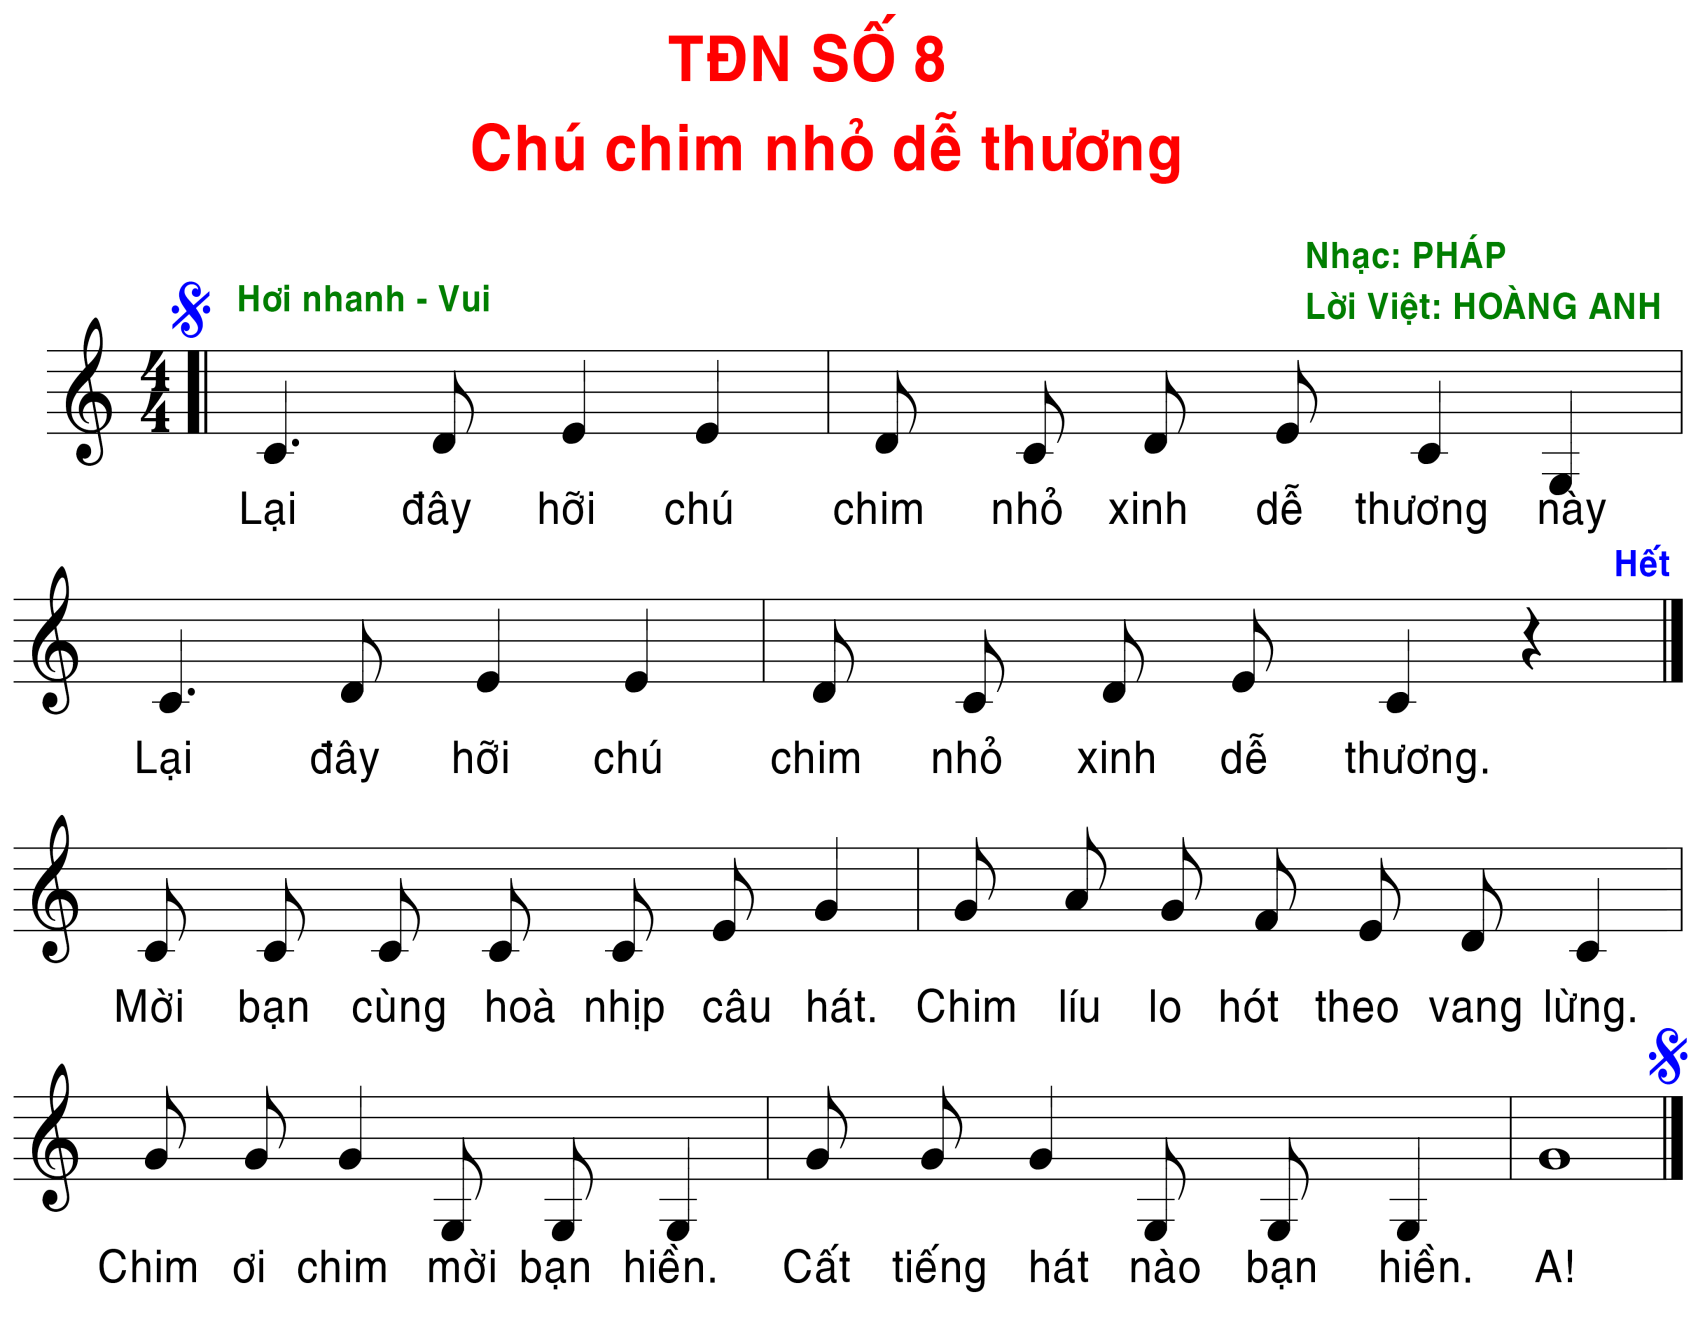 TĐN SỐ 8
Chú chim nhỏ dễ thương
Nhạc: PHÁP
Hơi nhanh - Vui
Lời Việt: HOÀNG ANH
4
4
Lại đây hỡi chú chim nhỏ xinh dễ thương này
Hết
Lại đây hỡi chú chim nhỏ xinh dễ thương.
Mời bạn cùng hoà nhịp câu hát. Chim líu lo hót theo vang lừng.
Chim ơi chim mời bạn hiền. Cất tiếng hát nào bạn hiền. A!